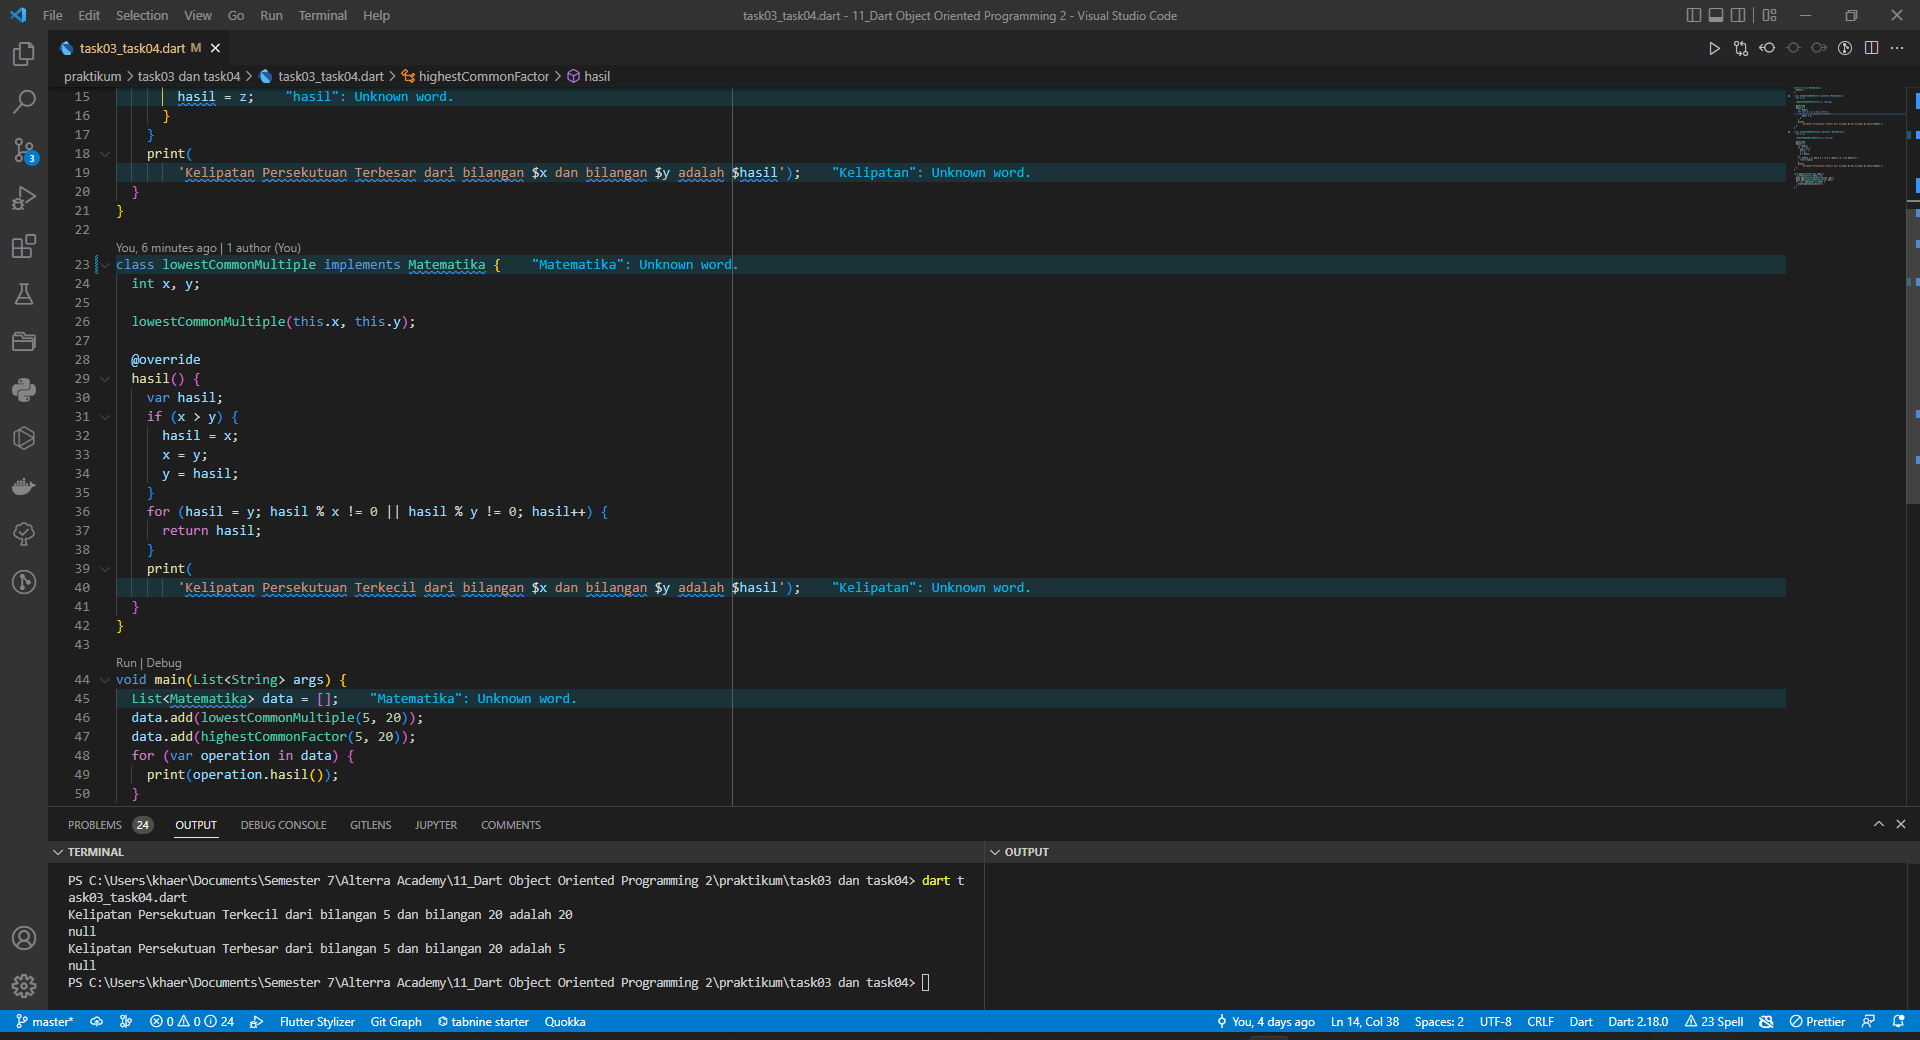 File Edit Selection View Go Run Terminal Help
task03_task04.dart - 11_Dart Object Oriented Programming 2 - Visual Studio Code
task03_task04.dart M
praktikum > task03 dan task04 > task03_task04.dart > highestCommonFactor > hasil
15 hasil = z; "hasil": Unknown word.
16 }
17 }
18 print(
19 'Kelipatan Persekutuan Terbesar dari bilangan $x dan bilangan $y adalah $hasil'); "Kelipatan": Unknown word.
20 }
21 }
22
You, 6 minutes ago | 1 author (You)
23 class lowestCommonMultiple implements Matematika { "Matematika": Unknown word.
24 int x, y;
25
26 lowestCommonMultiple(this.x, this.y);
27
28 @override
29 hasil() {
30 var hasil;
31 if (x > y) {
32 hasil = x;
33 x = y;
34 y = hasil;
35 }
36 for (hasil = y; hasil % x != 0 || hasil % y != 0; hasil++) {
37 return hasil;
38 }
39 print(
40 'Kelipatan Persekutuan Terkecil dari bilangan $x dan bilangan $y adalah $hasil'); "Kelipatan": Unknown word.
41 }
42 }
43
Run | Debug
44 void main(List<String> args) {
45 List<Matematika> data = []; "Matematika": Unknown word.
46 data.add(lowestCommonMultiple(5, 20));
47 data.add(highestCommonFactor(5, 20));
48 for (var operation in data) {
49 print(operation.hasil());
50 }
PROBLEMS 24 OUTPUT DEBUG CONSOLE GITLENS JUPYTER COMMENTS
TERMINAL
PS C:\Users\khaer\Documents\Semester 7\Alterra Academy\11_Dart Object Oriented Programming 2\praktikum\task03 dan task04> dart t
ask03_task04.dart
Kelipatan Persekutuan Terkecil dari bilangan 5 dan bilangan 20 adalah 20
null
Kelipatan Persekutuan Terbesar dari bilangan 5 dan bilangan 20 adalah 5
null
PS C:\Users\khaer\Documents\Semester 7\Alterra Academy\11_Dart Object Oriented Programming 2\praktikum\task03 dan task04>
OUTPUT
3
master* 0 0 24 Flutter Stylizer Git Graph tabnine starter Quokka
You, 4 days ago Ln 14, Col 38 Spaces: 2 UTF-8 CRLF Dart Dart: 2.18.0 23 Spell Prettier